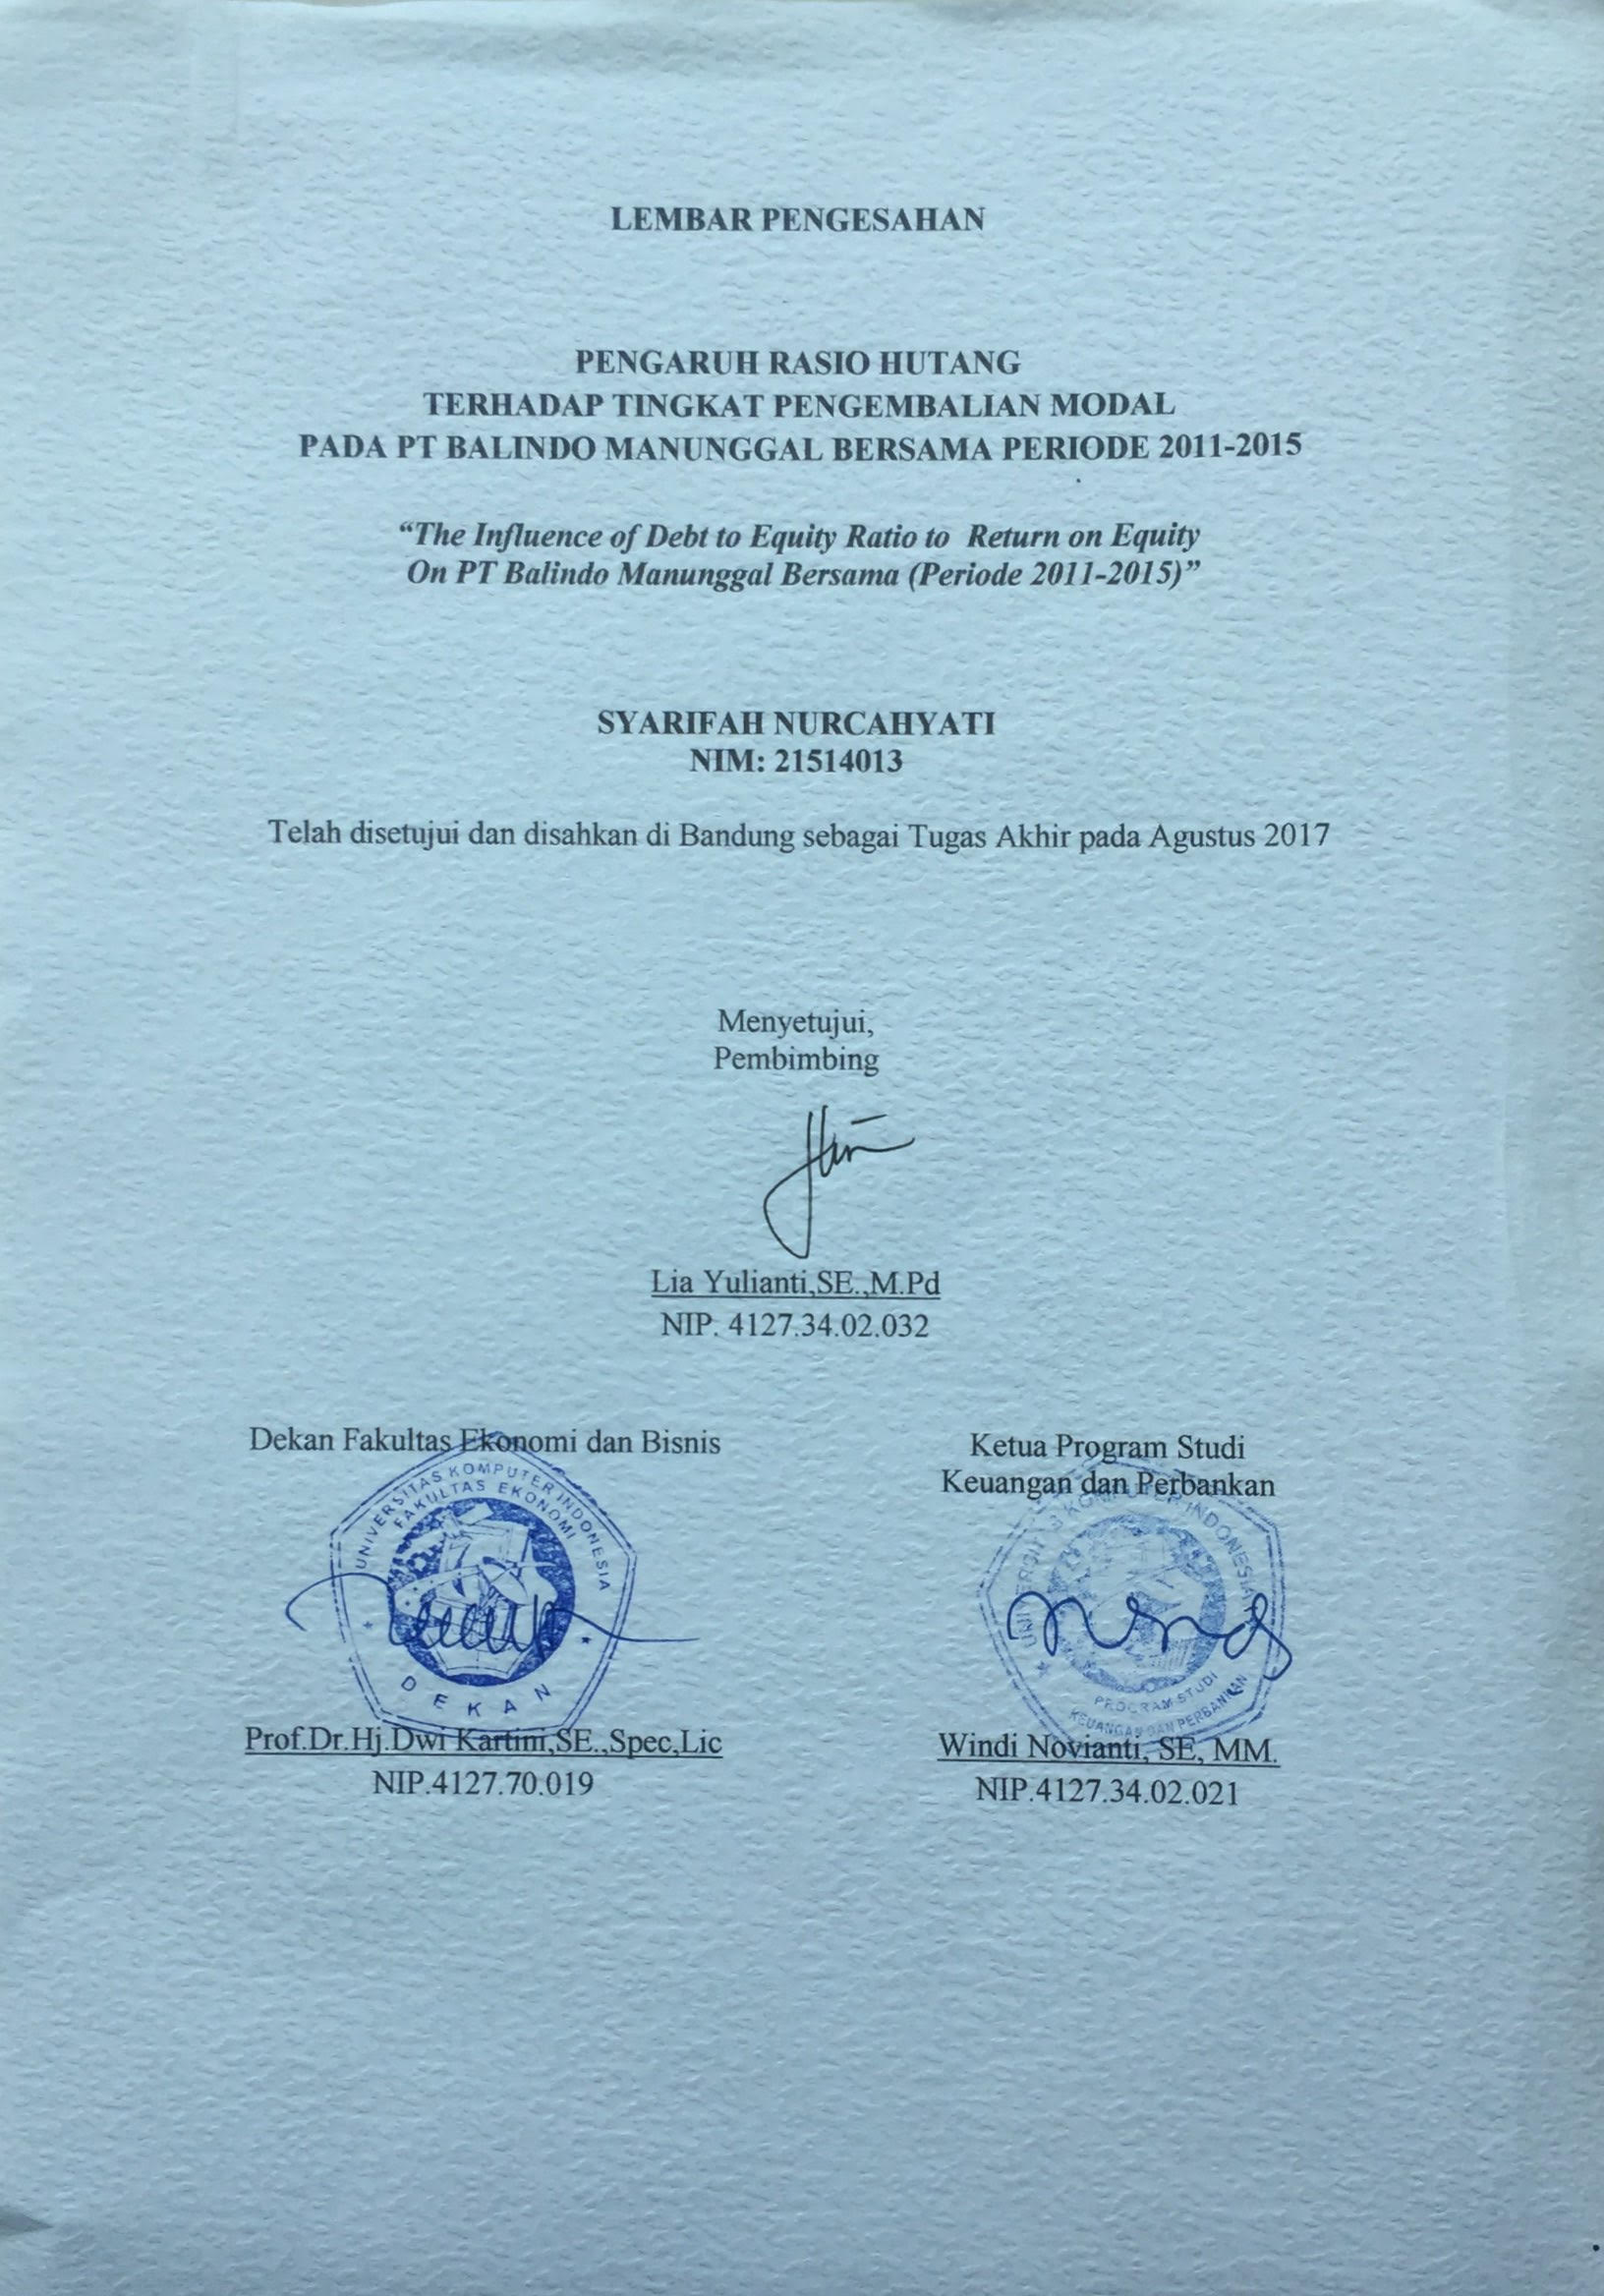 LEMBAR PENGESAHAN
PENGARUH RASIO HUTANG
TERHADAP TINGKAT PENGEMBALIAN MODAL
PADA PT BALINDO MANUNGGAL BERSAMA PERIODE 2011-2015
“The Influence of Debt to Equity Ratio to Return on Equity
On PT Balindo Manunggal Bersama (Periode 2011-2015)”
SYARIFAH NURCAHYATI
NIM: 21514013
Telah disetujui dan disahkan di Bandung sebagai Tugas Akhir pada Agustus 2017
Menyetujui,
Pembimbing
Lia Yulianti,SE.,M.Pd
NIP. 4127.34.02.032
Dekan Fakultas Ekonomi dan Bisnis
UNIVERSITAS KOMPUTER INDONESIA
FAKULTAS EKONOMI
DEKAN
Prof.Dr.Hj.Dwi Kartini,SE.,Spec,Lic
NIP.4127.70.019
Ketua Program Studi
Keuangan dan Perbankan
UNIVERSITAS KOMPUTER INDONESIA
PROGRAM STUDI
KEUANGAN DAN PERBANKAN
Windi Novianti, SE, MM.
NIP.4127.34.02.021